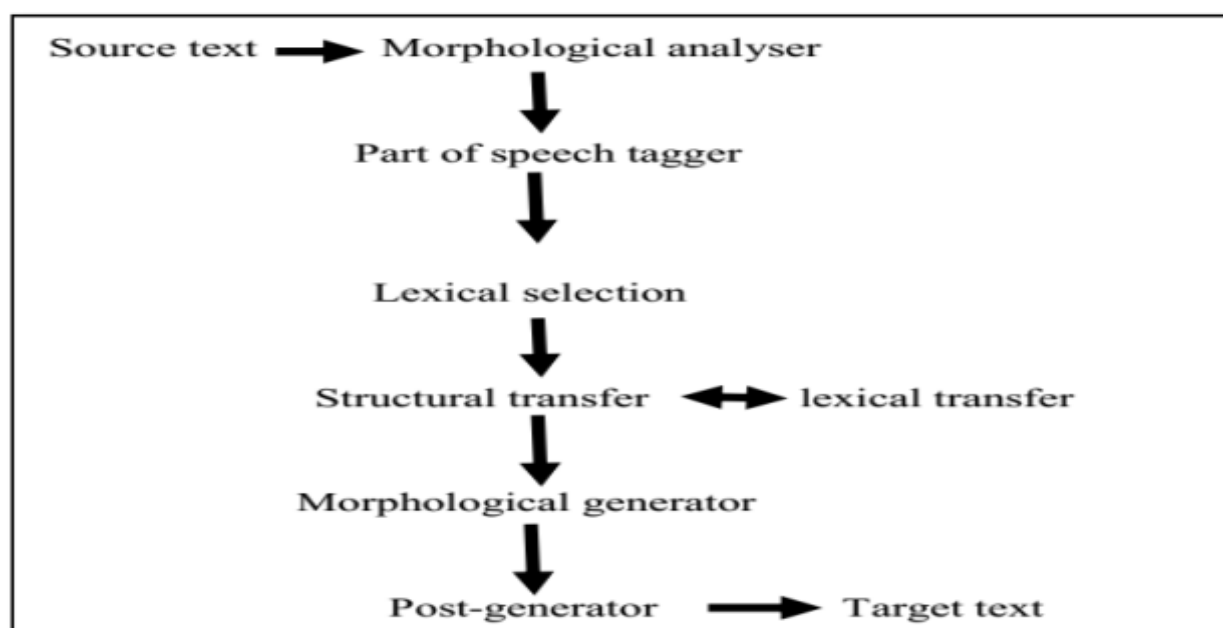 Source text Morphological analyser
Part of speech tagger
Lexical selection
Structural transfer lexical transfer
Morphological generator
Post-generator Target text